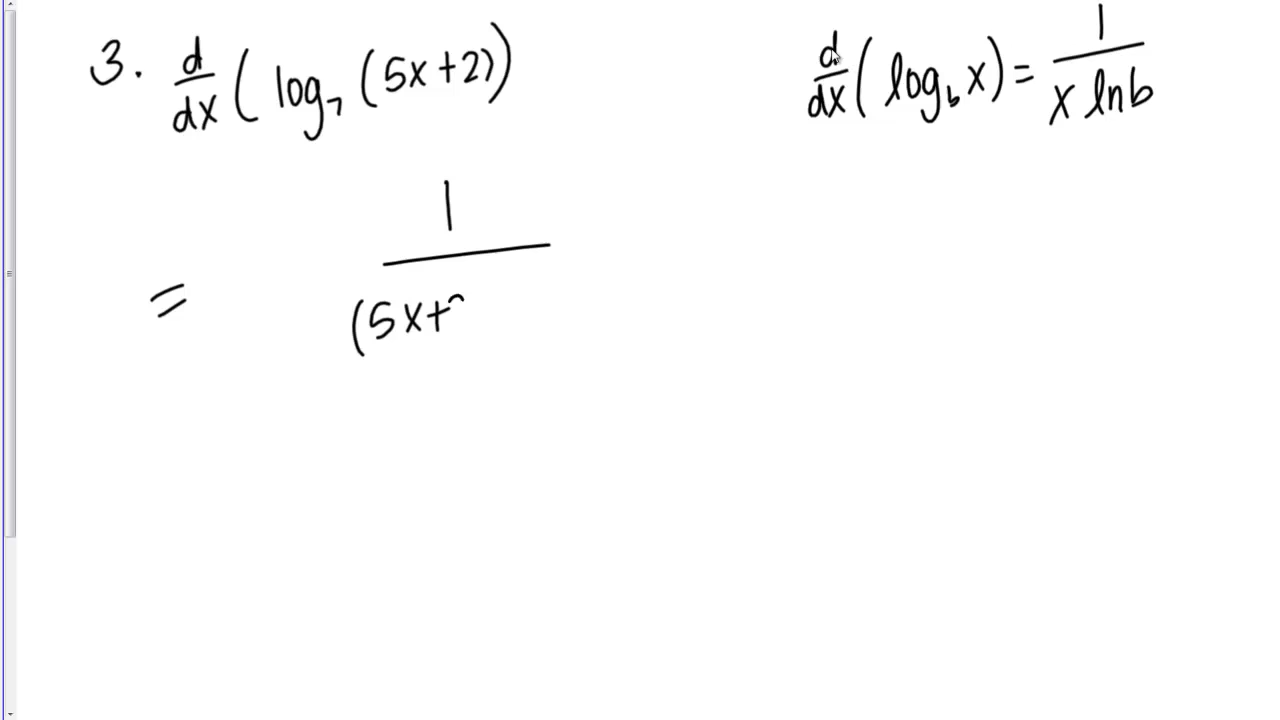 3. d/dx ( log₇ (5x+2) )
d/dx ( log_b x ) = 1 / (x ln b)
= 1 / (5x+